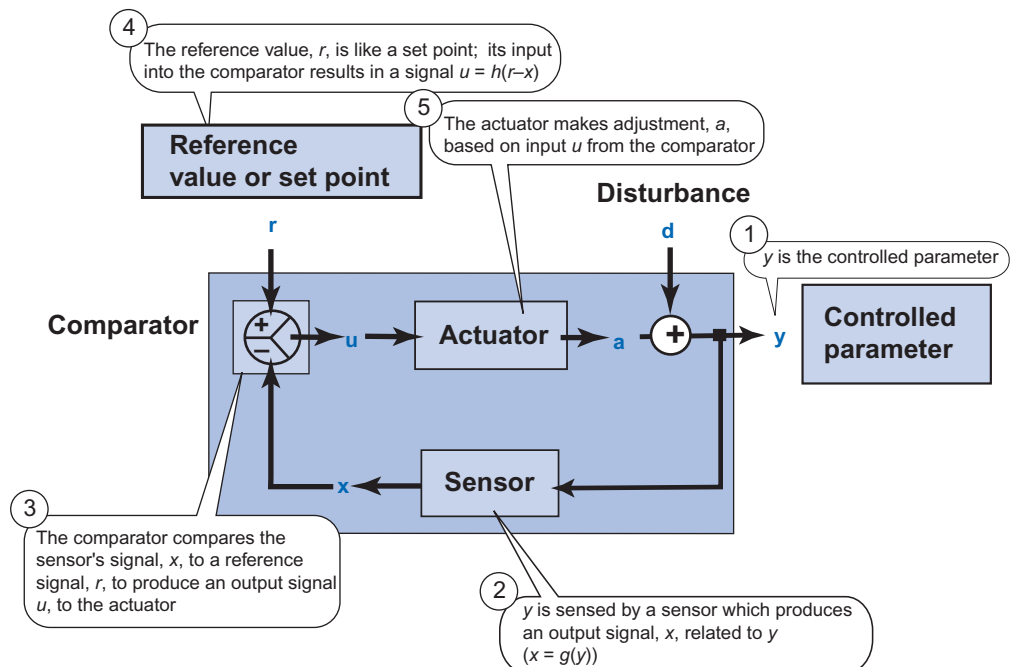 4
The reference value, r, is like a set point; its input
into the comparator results in a signal u = h(r–x)
5
The actuator makes adjustment, a,
based on input u from the comparator
Reference
value or set point
Disturbance
r
d
1
y is the controlled parameter
Comparator
+
–
u
Actuator
a
+
y
Controlled
parameter
x
Sensor
3
The comparator compares the
sensor's signal, x, to a reference
signal, r, to produce an output signal
u, to the actuator
2
y is sensed by a sensor which produces
an output signal, x, related to y
(x = g(y))